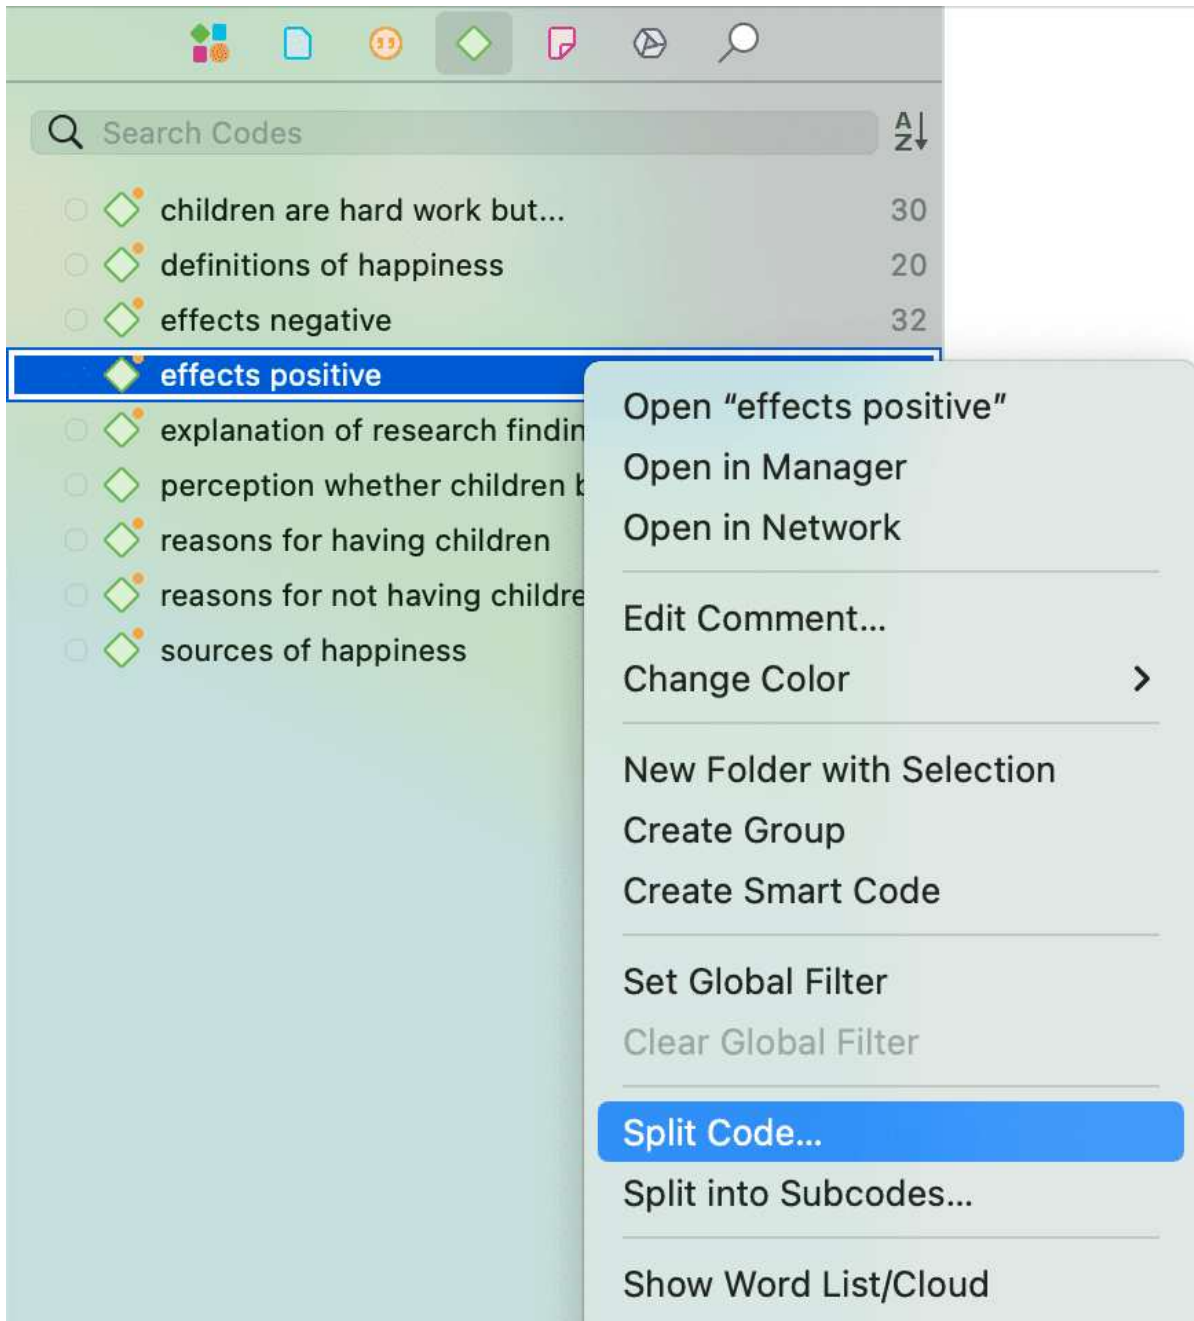 Search Codes
A
Z
children are hard work but... 30
definitions of happiness 20
effects negative 32
effects positive
explanation of research findin
perception whether children b
reasons for having children
reasons for not having childre
sources of happiness
Open “effects positive”
Open in Manager
Open in Network
Edit Comment...
Change Color
New Folder with Selection
Create Group
Create Smart Code
Set Global Filter
Clear Global Filter
Split Code...
Split into Subcodes...
Show Word List/Cloud